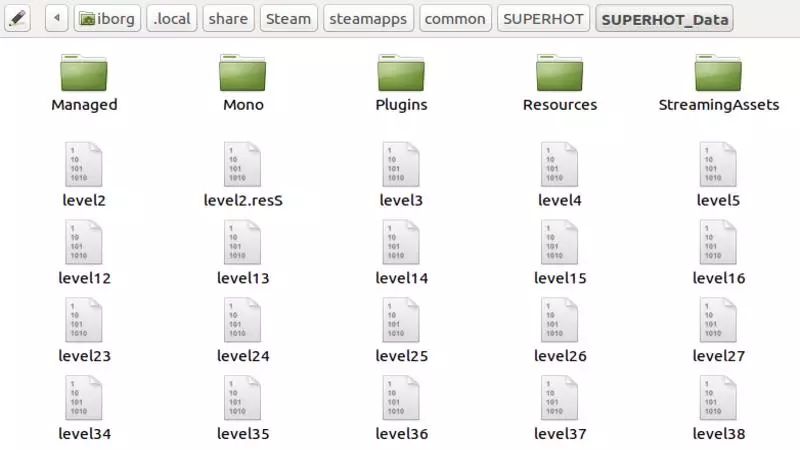 iborg .local share Steam steamapps common SUPERHOT SUPERHOT_Data
Managed Mono Plugins Resources StreamingAssets
level2 level2.resS level3 level4 level5
level12 level13 level14 level15 level16
level23 level24 level25 level26 level27
level34 level35 level36 level37 level38